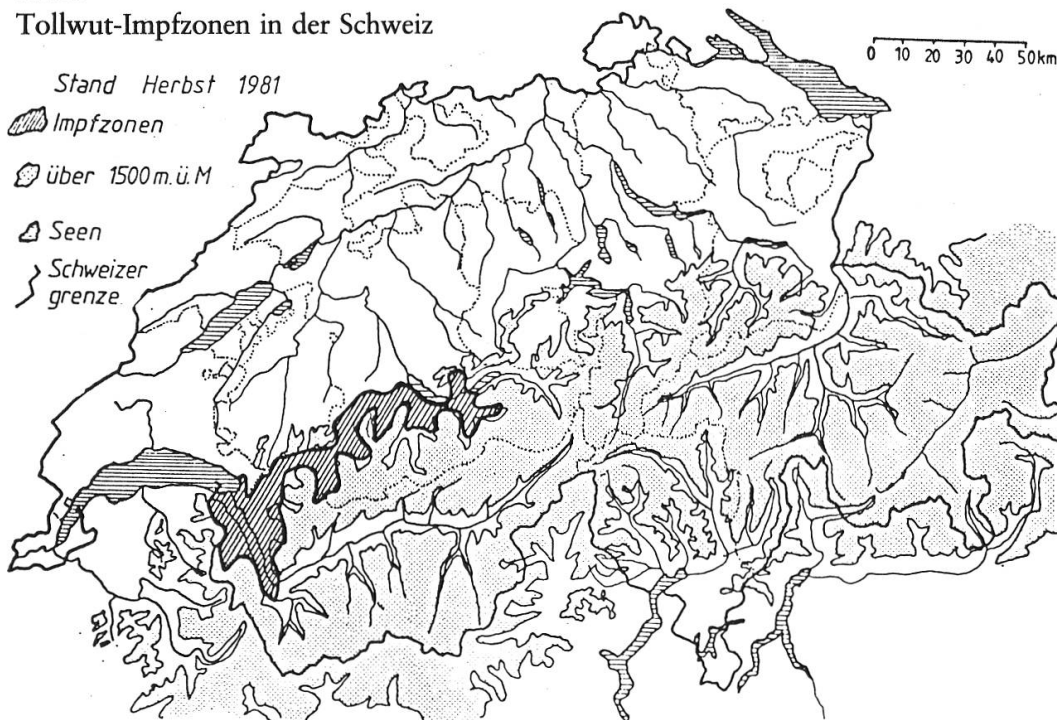 Tollwut-Impfzonen in der Schweiz
0 10 20 30 40 50km
Stand Herbst 1981
Impfzonen
über 1500 m.ü.M
Seen
Schweizer
grenze